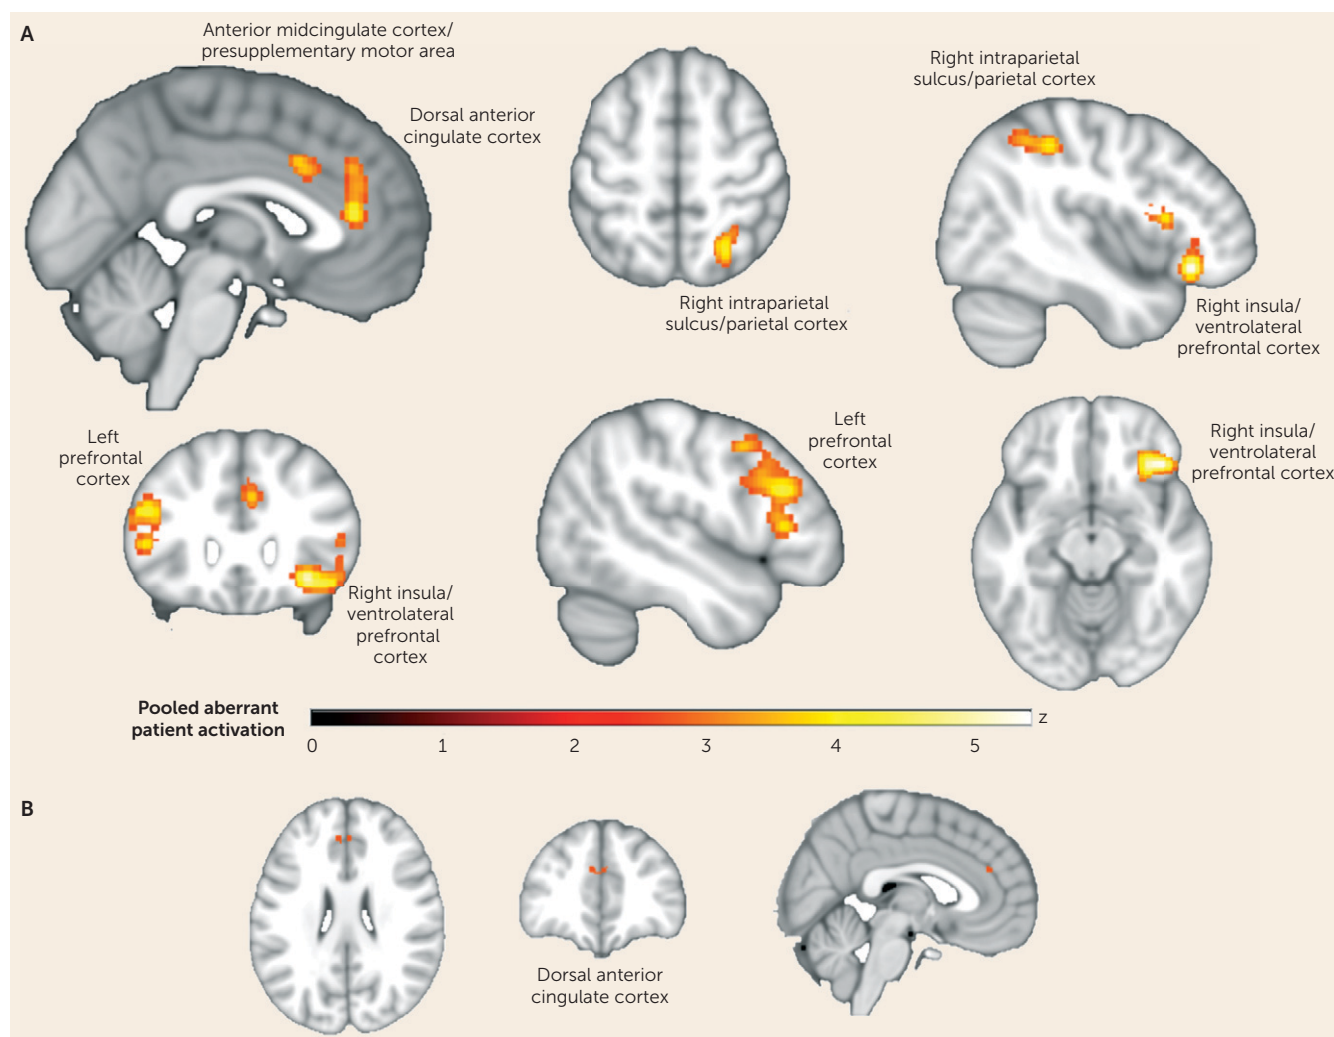 A
Anterior midcingulate cortex/
presupplementary motor area
Dorsal anterior
cingulate cortex
Right intraparietal
sulcus/parietal cortex
Right intraparietal
sulcus/parietal cortex
Right insula/
ventrolateral
prefrontal cortex
Left
prefrontal
cortex
Right insula/
ventrolateral
prefrontal
cortex
Left
prefrontal
cortex
Right insula/
ventrolateral
prefrontal cortex
Pooled aberrant
patient activation
z
0 1 2 3 4 5
B
Dorsal anterior
cingulate cortex